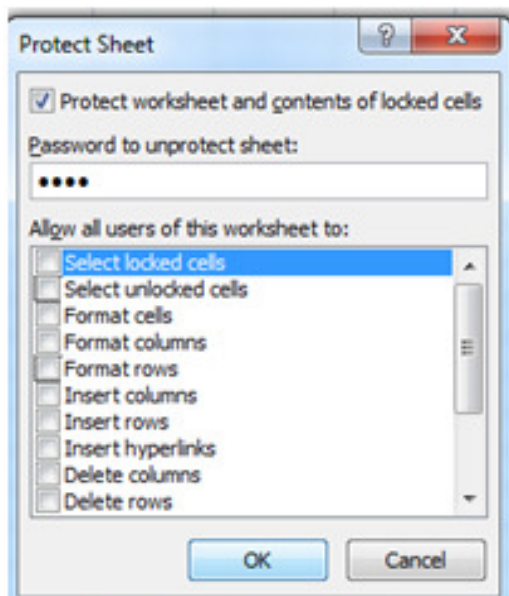 Protect Sheet
Protect worksheet and contents of locked cells
Password to unprotect sheet:
••••
Allow all users of this worksheet to:
Select locked cells
Select unlocked cells
Format cells
Format columns
Format rows
Insert columns
Insert rows
Insert hyperlinks
Delete columns
Delete rows
OK Cancel